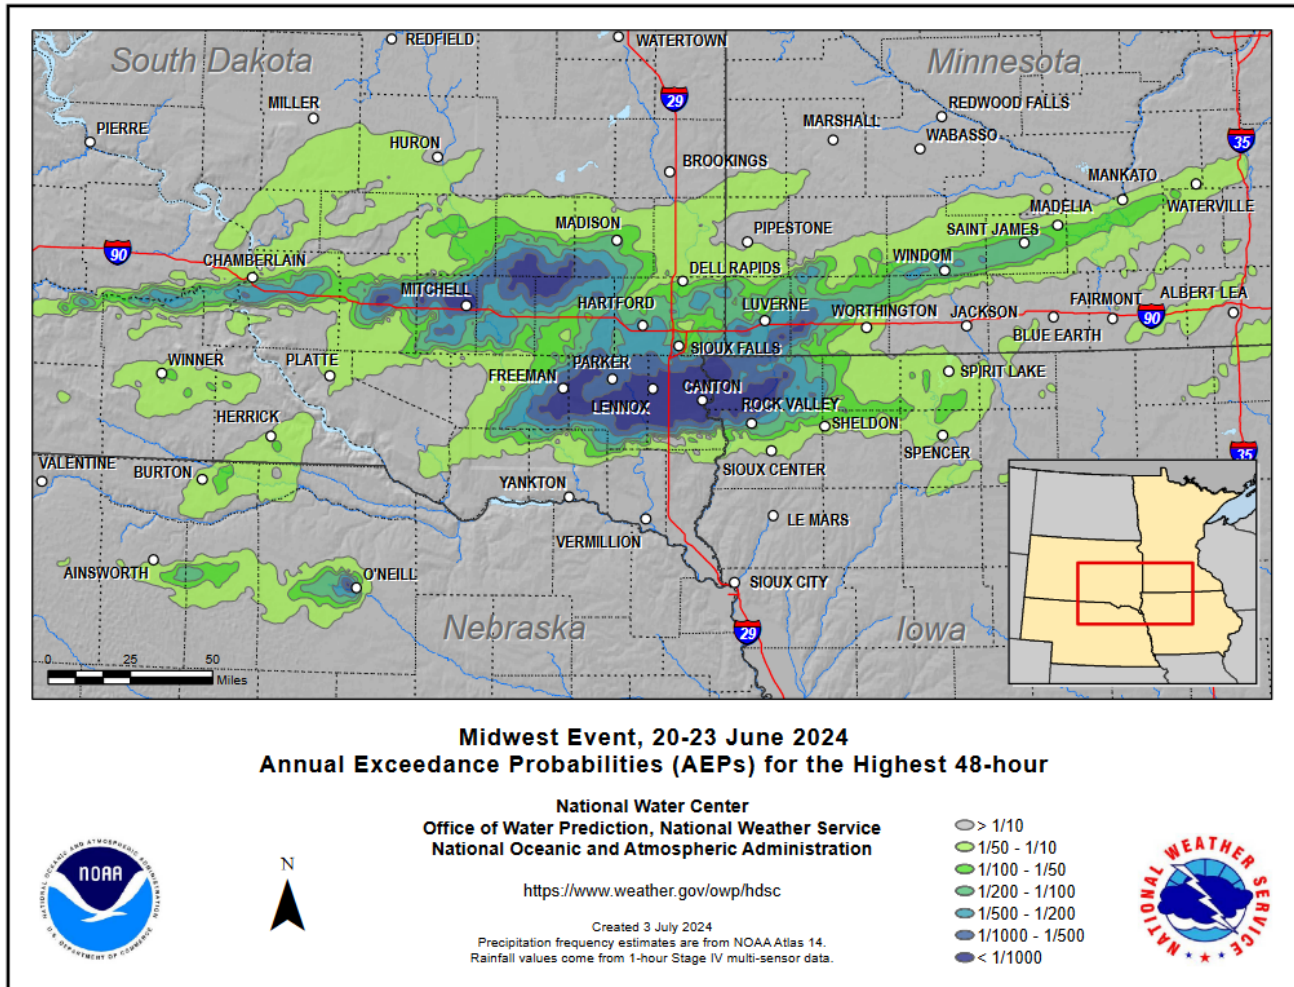 South Dakota
Minnesota
REDFIELD
WATERTOWN
29
MILLER
REDWOOD FALLS
PIERRE
MARSHALL
WABASSO
35
HURON
BROOKINGS
MANKATO
MADISON
MADELIA
WATERVILLE
PIPESTONE
SAINT JAMES
90
CHAMBERLAIN
WINDOM
DELL RAPIDS
MITCHELL
HARTFORD
LUVERNE
WORTHINGTON
JACKSON
FAIRMONT
ALBERT LEA
90
BLUE EARTH
SIOUX FALLS
WINNER
PLATTE
PARKER
FREEMAN
SPIRIT LAKE
CANTON
LENNOX
ROCK VALLEY
HERRICK
SHELDON
SPENCER
35
VALENTINE
BURTON
SIOUX CENTER
YANKTON
LE MARS
VERMILLION
AINSWORTH
O'NEILL
SIOUX CITY
Nebraska
29
Iowa
0 25 50
Miles
Midwest Event, 20-23 June 2024
Annual Exceedance Probabilities (AEPs) for the Highest 48-hour
National Water Center
Office of Water Prediction, National Weather Service
National Oceanic and Atmospheric Administration
https://www.weather.gov/owp/hdsc
Created 3 July 2024
Precipitation frequency estimates are from NOAA Atlas 14.
Rainfall values come from 1-hour Stage IV multi-sensor data.
> 1/10
1/50 - 1/10
1/100 - 1/50
1/200 - 1/100
1/500 - 1/200
1/1000 - 1/500
< 1/1000
NATIONAL OCEANIC AND ATMOSPHERIC ADMINISTRATION
NOAA
U.S. DEPARTMENT OF COMMERCE
N
NATIONAL WEATHER SERVICE